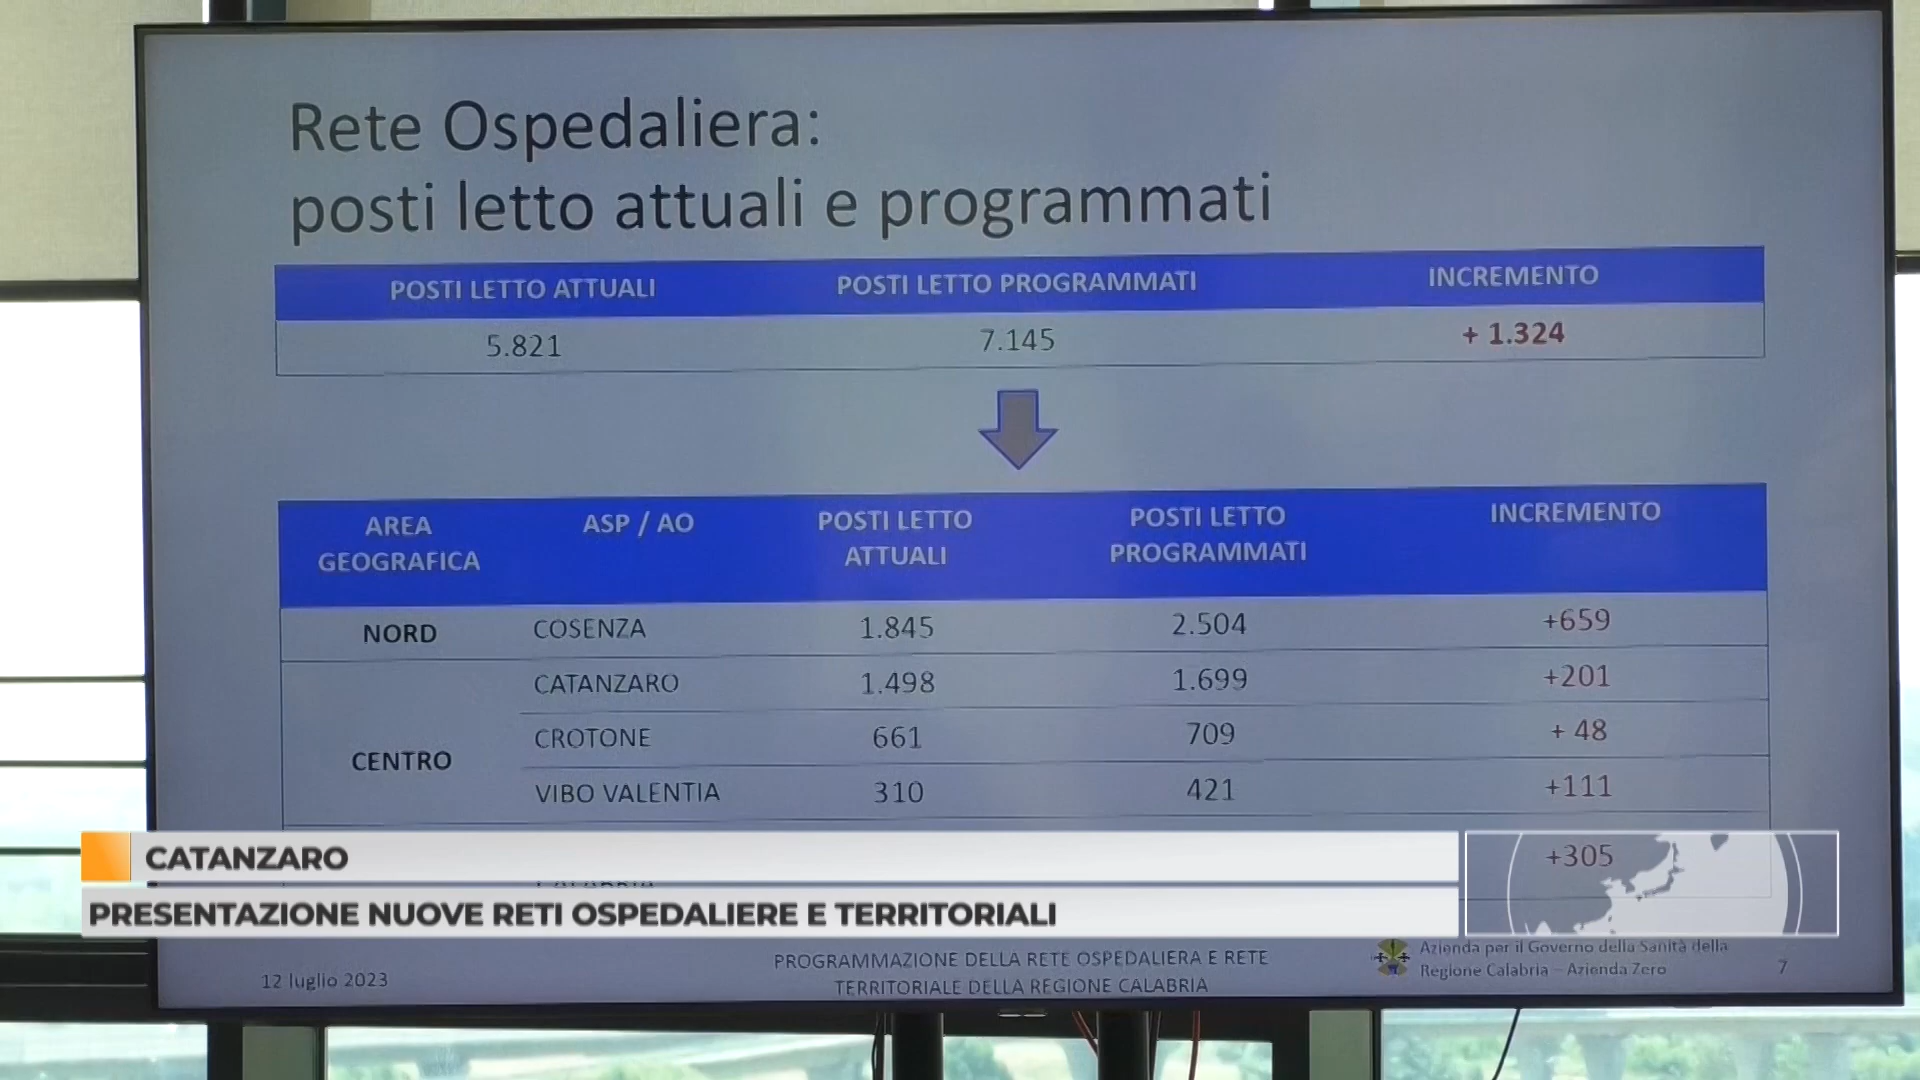 Rete Ospedaliera:
posti letto attuali e programmati
POSTI LETTO ATTUALI POSTI LETTO PROGRAMMATI INCREMENTO
5.821 7.145 + 1.324
AREA GEOGRAFICA ASP / AO POSTI LETTO ATTUALI POSTI LETTO PROGRAMMATI INCREMENTO
NORD COSENZA 1.845 2.504 +659
CATANZARO 1.498 1.699 +201
CENTRO CROTONE 661 709 + 48
VIBO VALENTIA 310 421 +111
+305
CATANZARO
PRESENTAZIONE NUOVE RETI OSPEDALIERE E TERRITORIALI
12 luglio 2023
PROGRAMMAZIONE DELLA RETE OSPEDALIERA E RETE
TERRITORIALE DELLA REGIONE CALABRIA
Azienda per il Governo della Sanità della
Regione Calabria – Azienda Zero
7